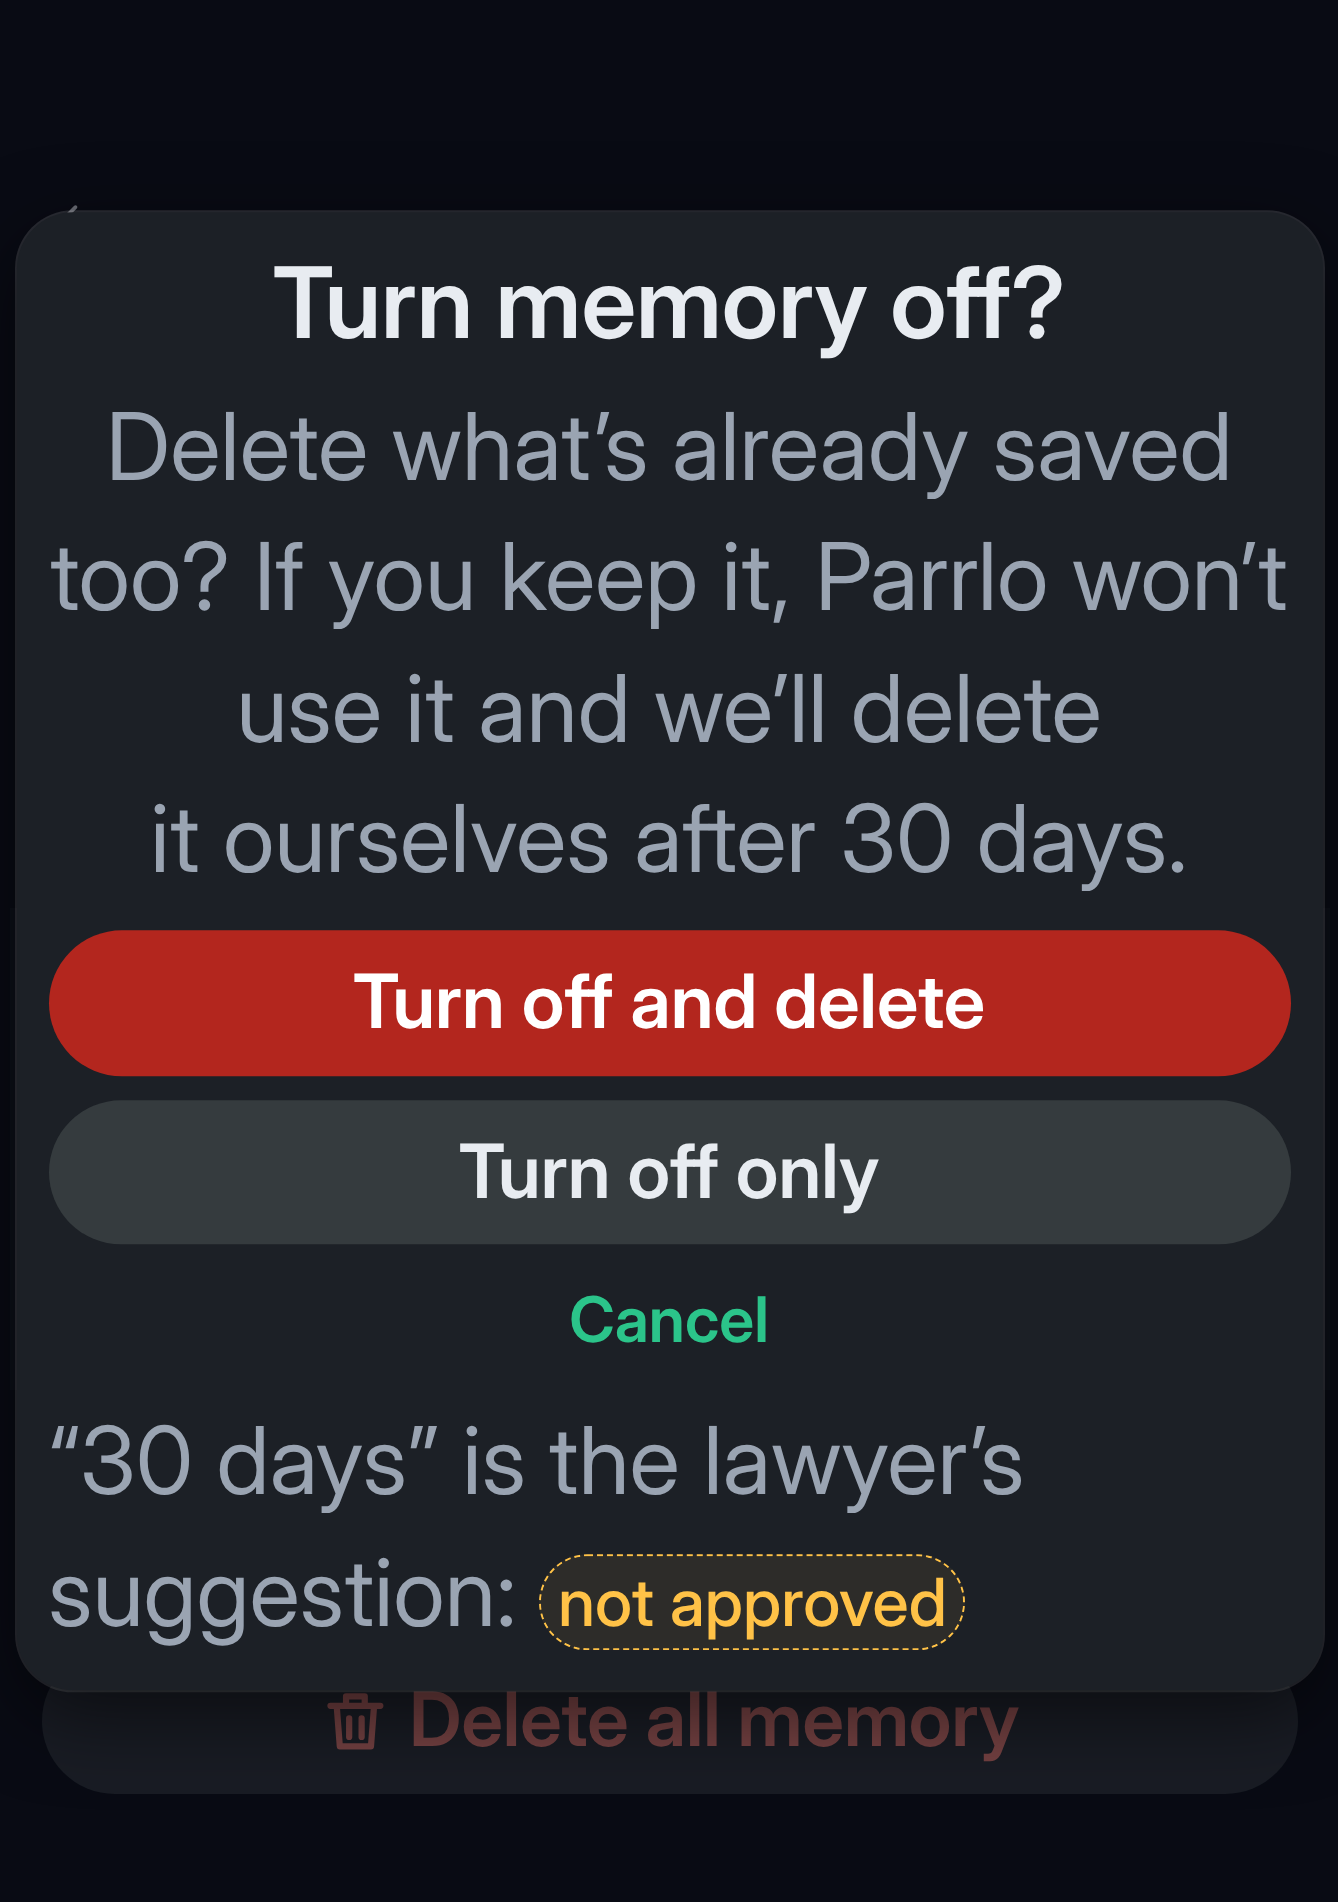 Turn memory off?
Delete what’s already saved
too? If you keep it, Parrlo won’t
use it and we’ll delete
it ourselves after 30 days.
Turn off and delete
Turn off only
Cancel
“30 days” is the lawyer’s
suggestion: not approved
Delete all memory